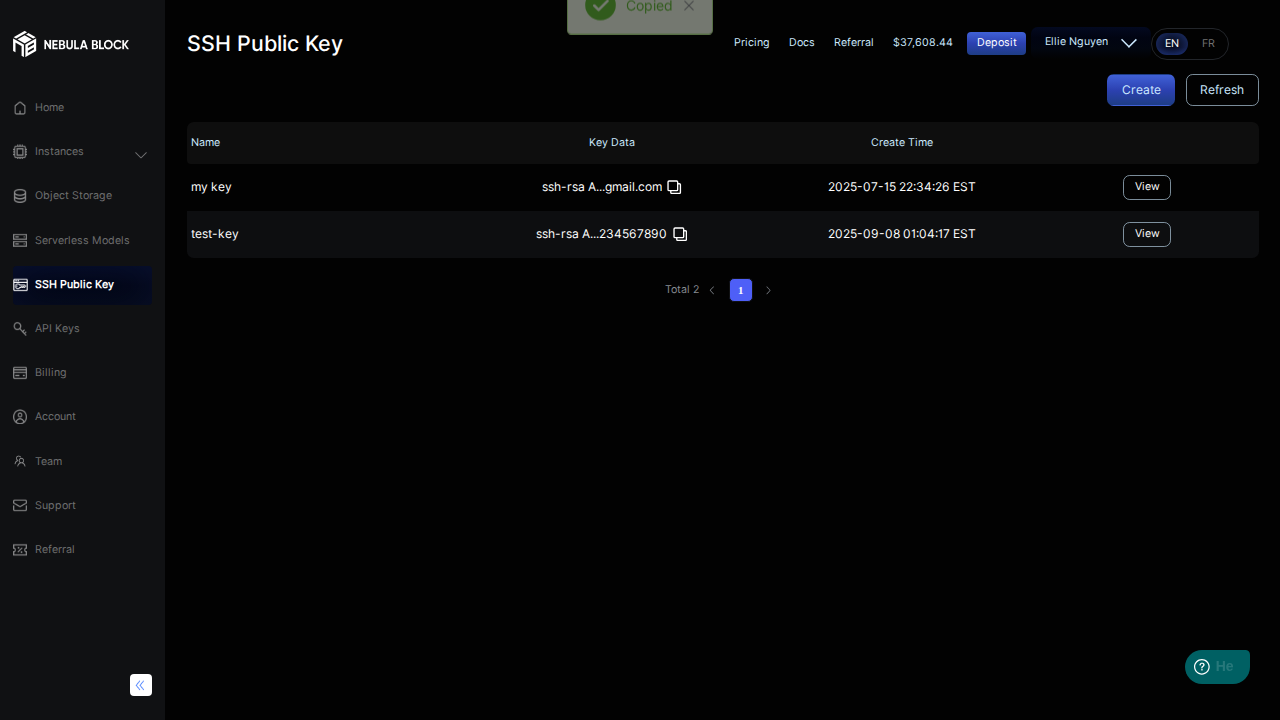 Copied
NEBULA BLOCK
SSH Public Key
Pricing
Docs
Referral
$37,608.44
Deposit
Ellie Nguyen
EN
FR
Create
Refresh
Home
Instances
Object Storage
Serverless Models
SSH Public Key
API Keys
Billing
Account
Team
Support
Referral
Name
Key Data
Create Time
my key
ssh-rsa A...gmail.com
2025-07-15 22:34:26 EST
View
test-key
ssh-rsa A...234567890
2025-09-08 01:04:17 EST
View
Total 2
1
He